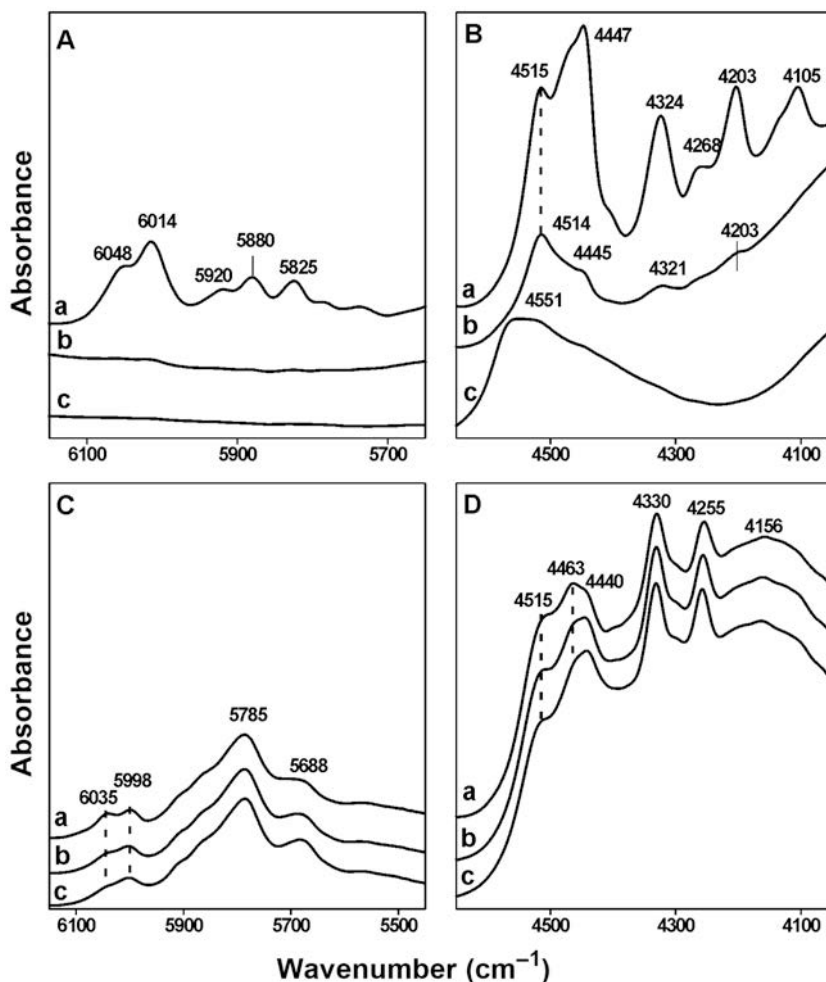 A
Absorbance
6048
6014
5920
5880
5825
a
b
c
6100
5900
5700
B
4515
4447
4324
4268
4203
4105
4514
4445
4321
4203
a
b
4551
c
4500
4300
4100
C
Absorbance
6035
5998
5785
5688
a
b
c
6100
5900
5700
5500
D
4515
4463
4440
4330
4255
4156
a
b
c
4500
4300
4100
Wavenumber (cm⁻¹)